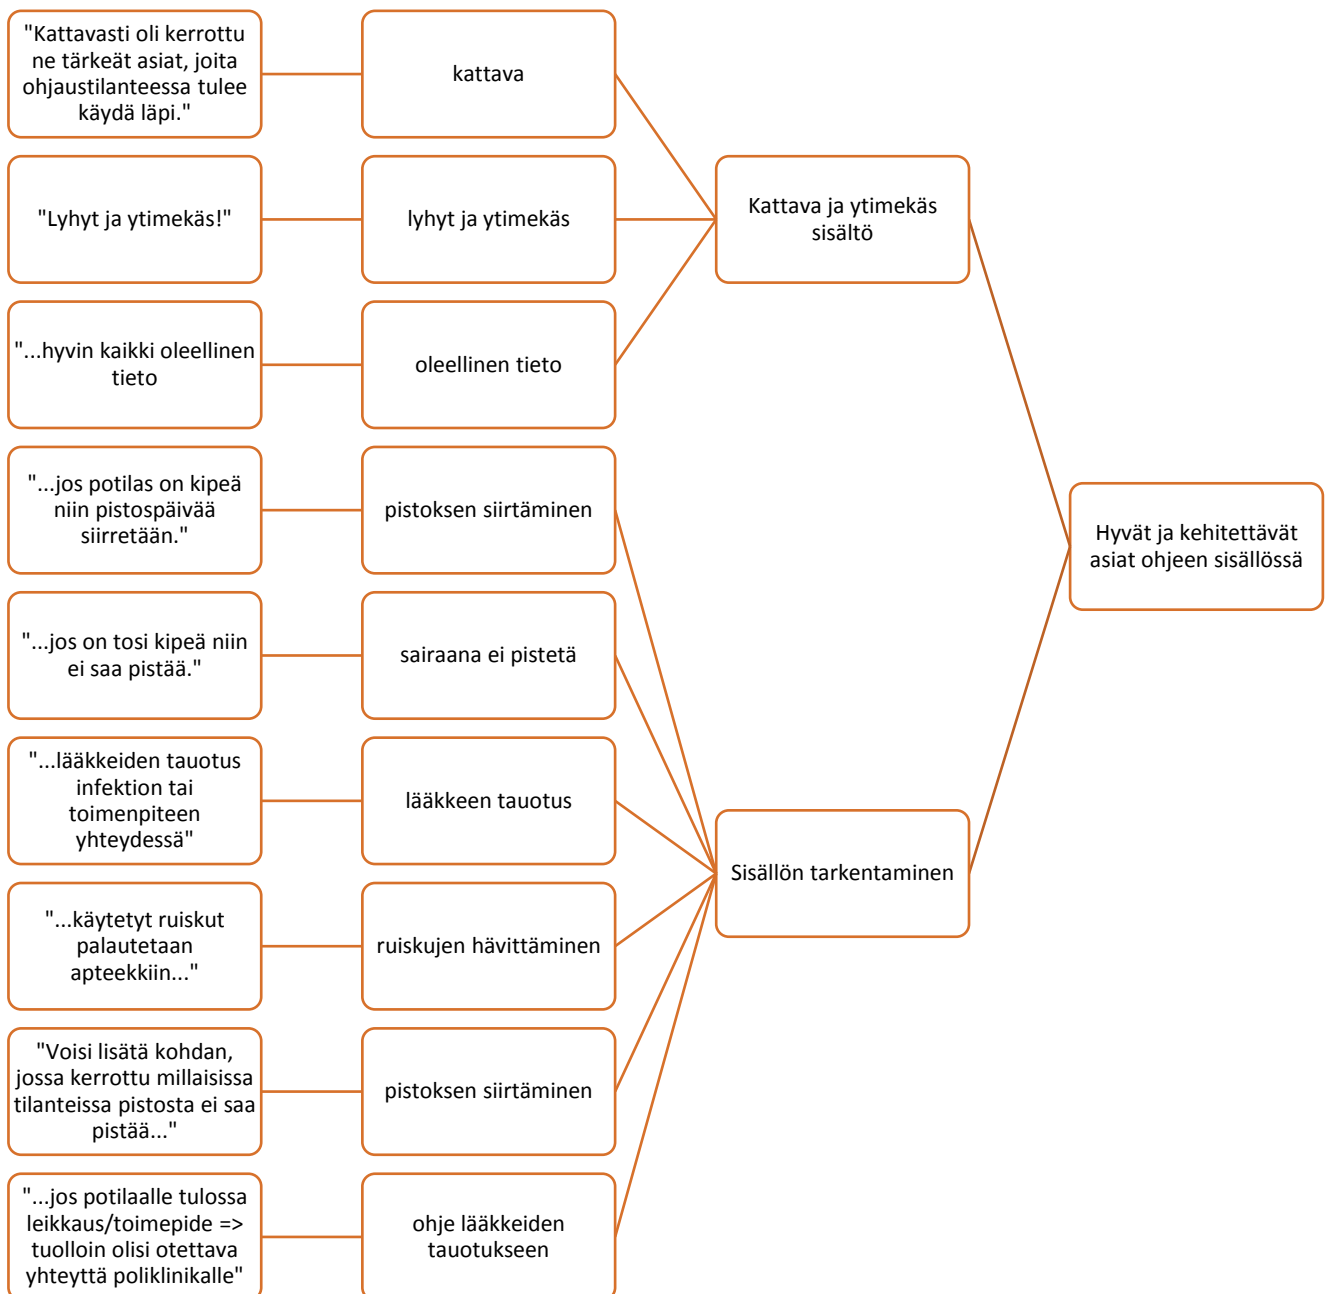 "Kattavasti oli kerrottu
ne tärkeät asiat, joita
ohjaustilanteessa tulee
käydä läpi."
kattava
"Lyhyt ja ytimekäs!"
lyhyt ja ytimekäs
Kattava ja ytimekäs
sisältö
"...hyvin kaikki oleellinen
tieto
oleellinen tieto
"...jos potilas on kipeä
niin pistospäivää
siirretään."
pistoksen siirtäminen
Hyvät ja kehitettävät
asiat ohjeen sisällössä
"...jos on tosi kipeä niin
ei saa pistää."
sairaana ei pistetä
"...lääkkeiden tauotus
infektion tai
toimenpiteen
yhteydessä"
lääkkeen tauotus
Sisällön tarkentaminen
"...käytetyt ruiskut
palautetaan
apteekkiin..."
ruiskujen hävittäminen
"Voisi lisätä kohdan,
jossa kerrottu millaisissa
tilanteissa pistosta ei saa
pistää..."
pistoksen siirtäminen
"...jos potilaalle tulossa
leikkaus/toimepide =>
tuolloin olisi otettava
yhteyttä poliklinikalle"
ohje lääkkeiden
tauotukseen